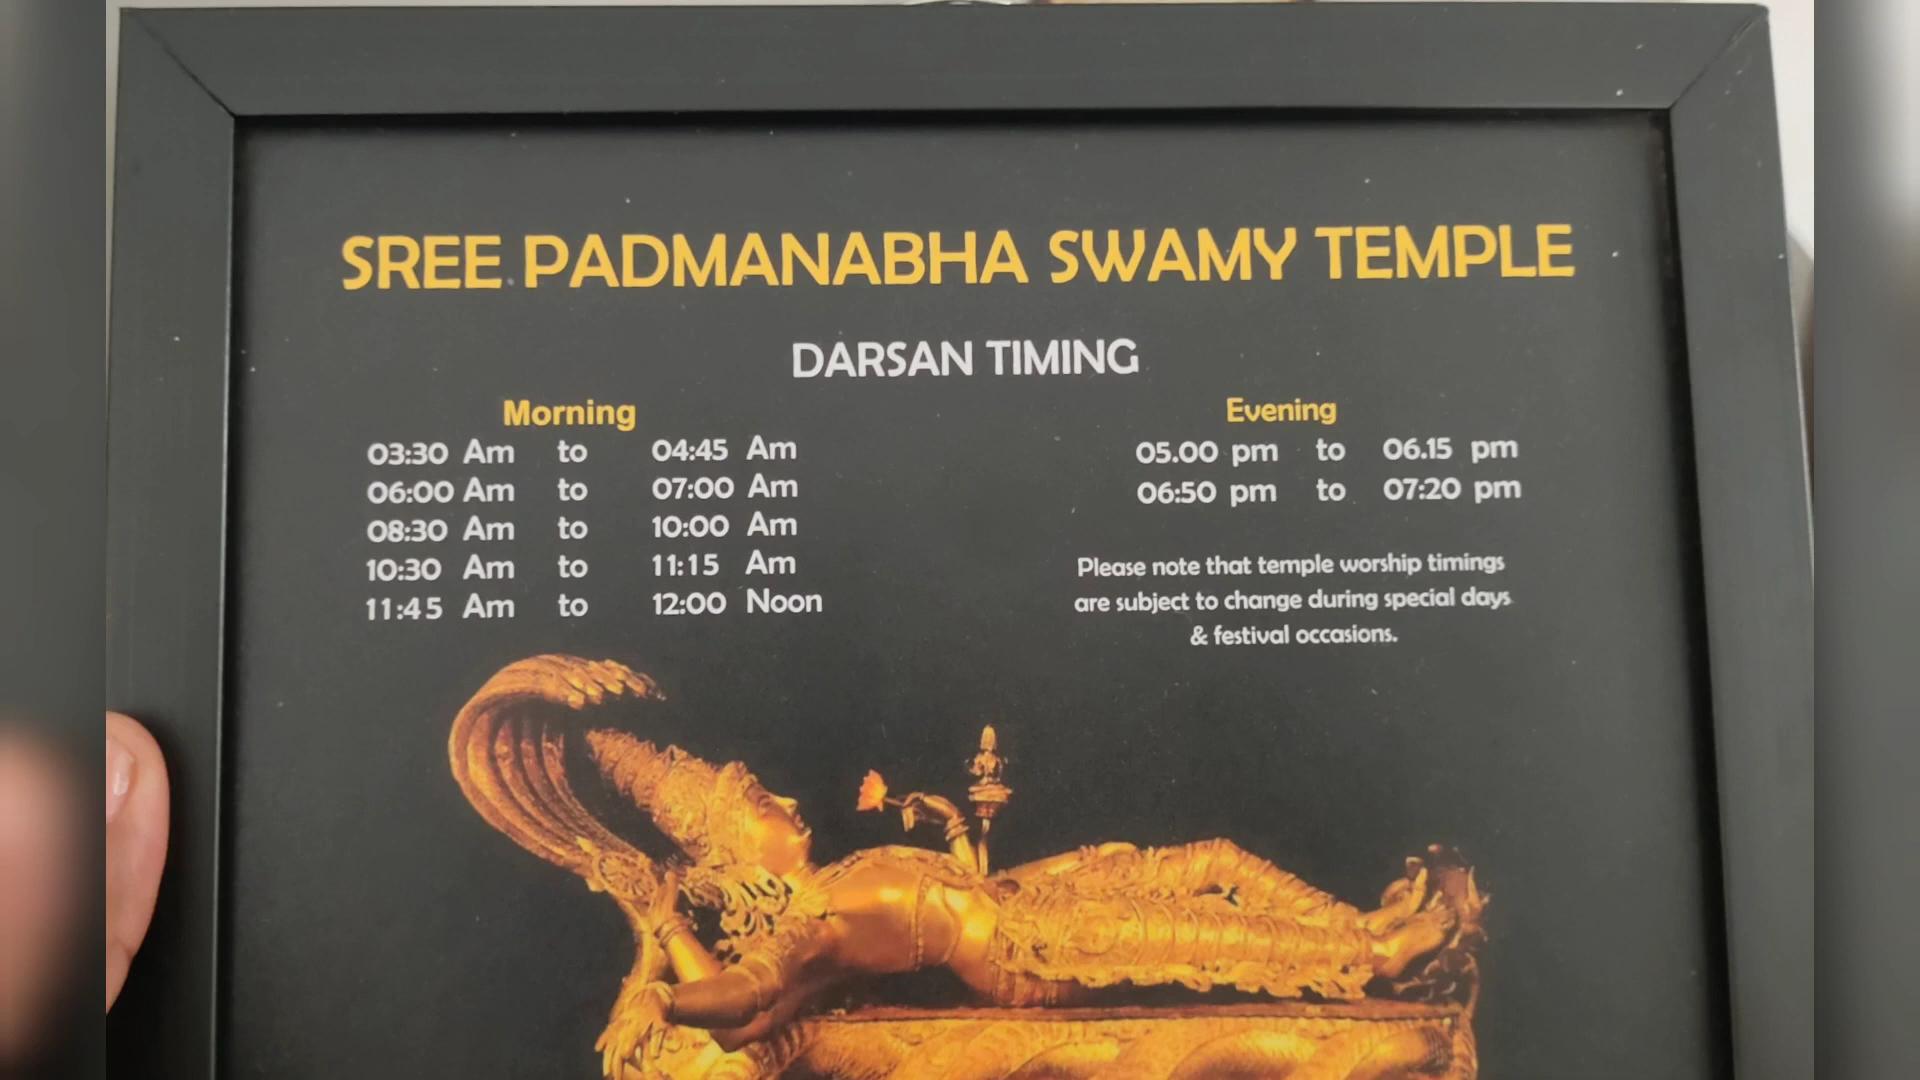 SREE PADMANABHA SWAMY TEMPLE
DARSAN TIMING
Morning
03:30 Am to 04:45 Am
06:00 Am to 07:00 Am
08:30 Am to 10:00 Am
10:30 Am to 11:15 Am
11:45 Am to 12:00 Noon
Evening
05.00 pm to 06.15 pm
06:50 pm to 07:20 pm
Please note that temple worship timings
are subject to change during special days
& festival occasions.